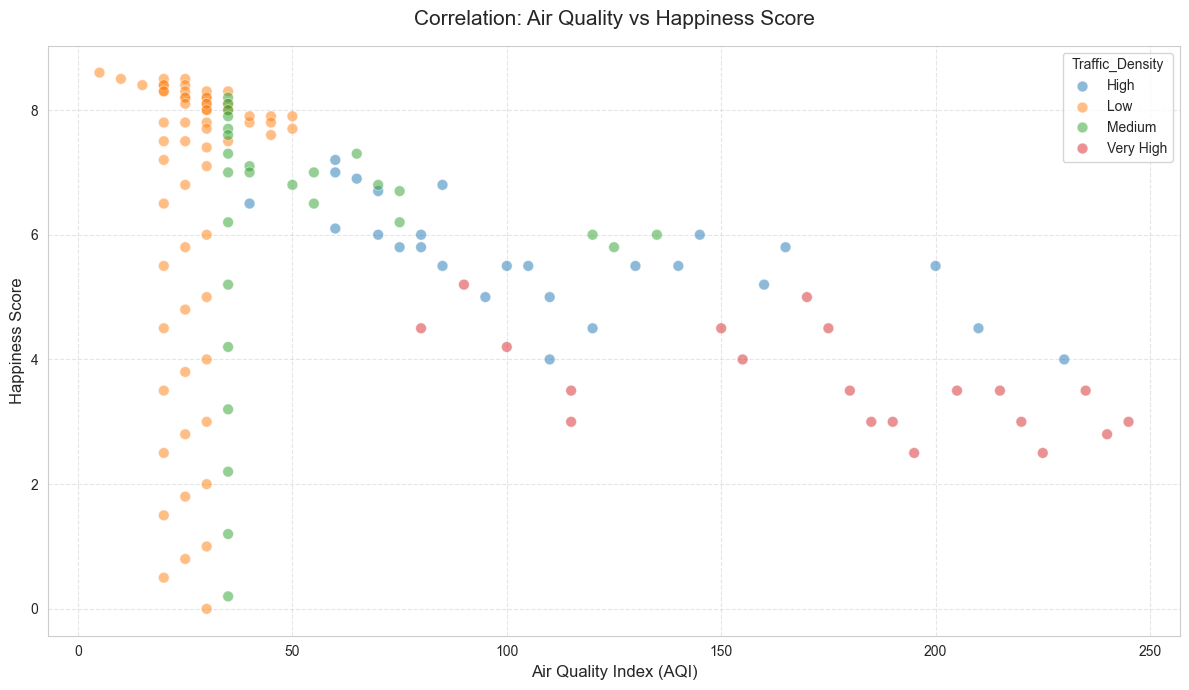 Correlation: Air Quality vs Happiness Score
Traffic_Density
High
Low
Medium
Very High
Happiness Score
8
6
4
2
0
0 50 100 150 200 250
Air Quality Index (AQI)